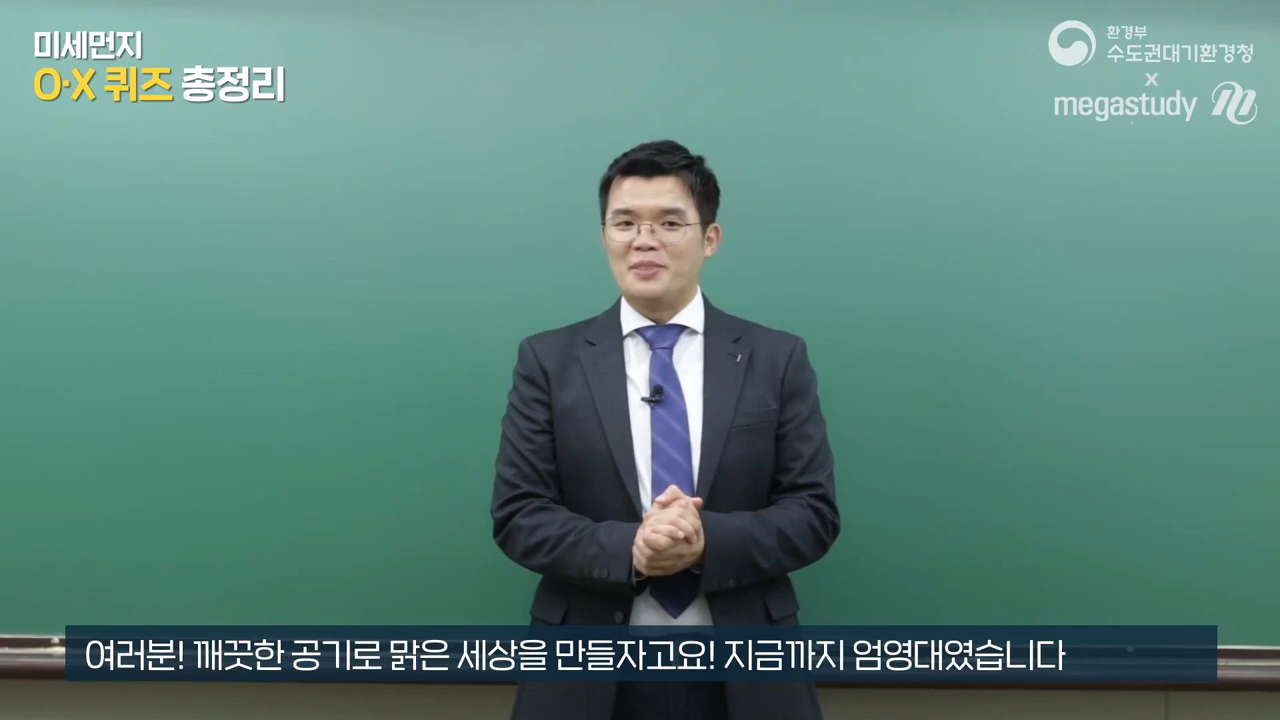 미세먼지
O·X 퀴즈 총정리
환경부
수도권대기환경청
x
megastudy
여러분! 깨끗한 공기로 맑은 세상을 만들자고요! 지금까지 엄영대였습니다